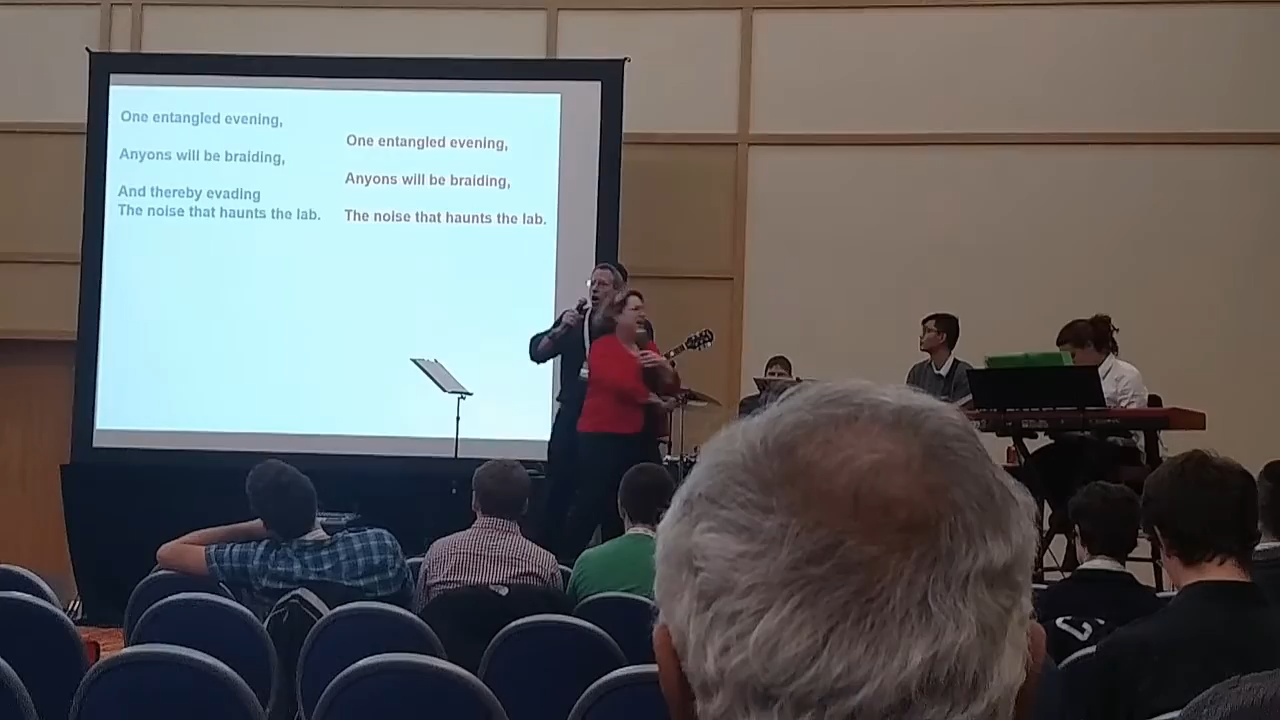 One entangled evening,
Anyons will be braiding,
And thereby evading
The noise that haunts the lab.
One entangled evening,
Anyons will be braiding,
The noise that haunts the lab.